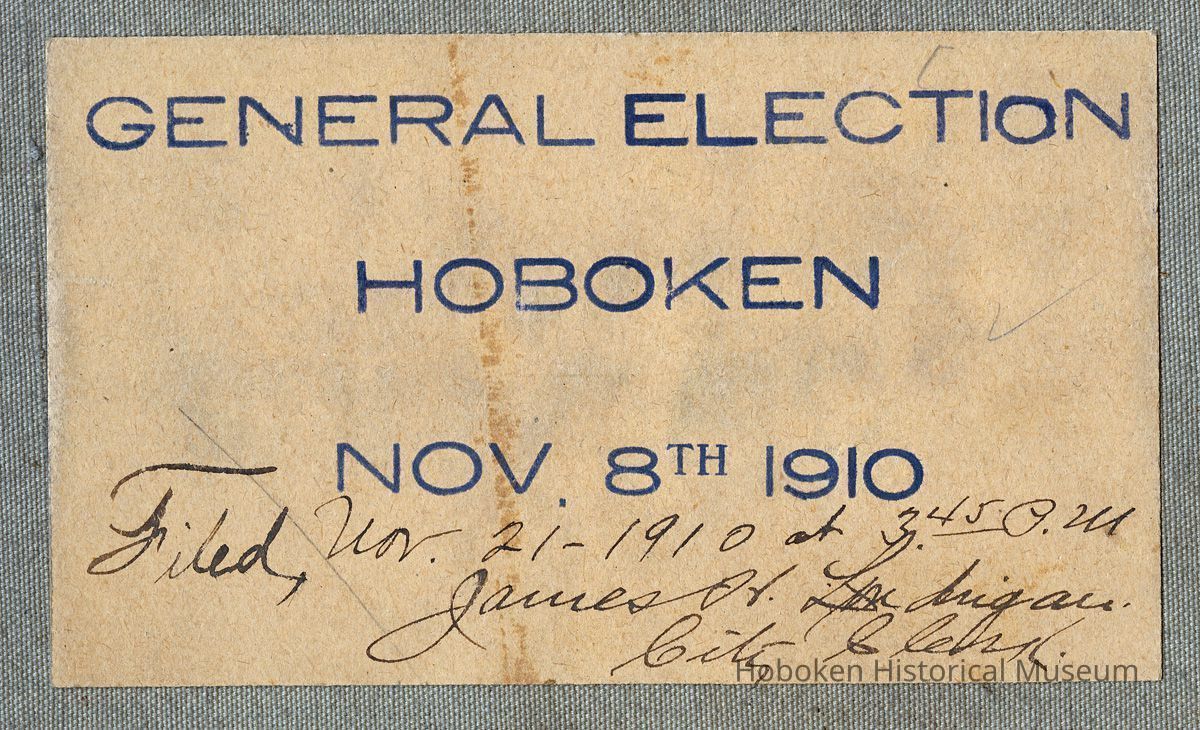 GENERAL ELECTION
HOBOKEN
NOV. 8TH 1910
Filed, Nov. 21-1910 at 3.45 P.M
James H. Londrigan.
City Clerk.
Hoboken Historical Museum